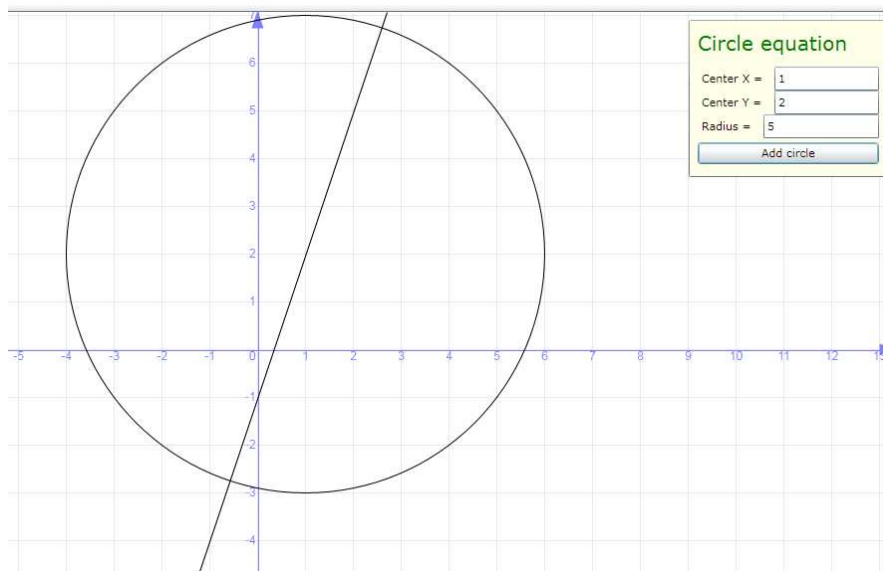 Circle equation
Center X = 1
Center Y = 2
Radius = 5
Add circle
7
6
5
4
3
2
1
-5 -4 -3 -2 -1 0 1 2 3 4 5 6 7 8 9 10 11 12 13
-1
-2
-3
-4